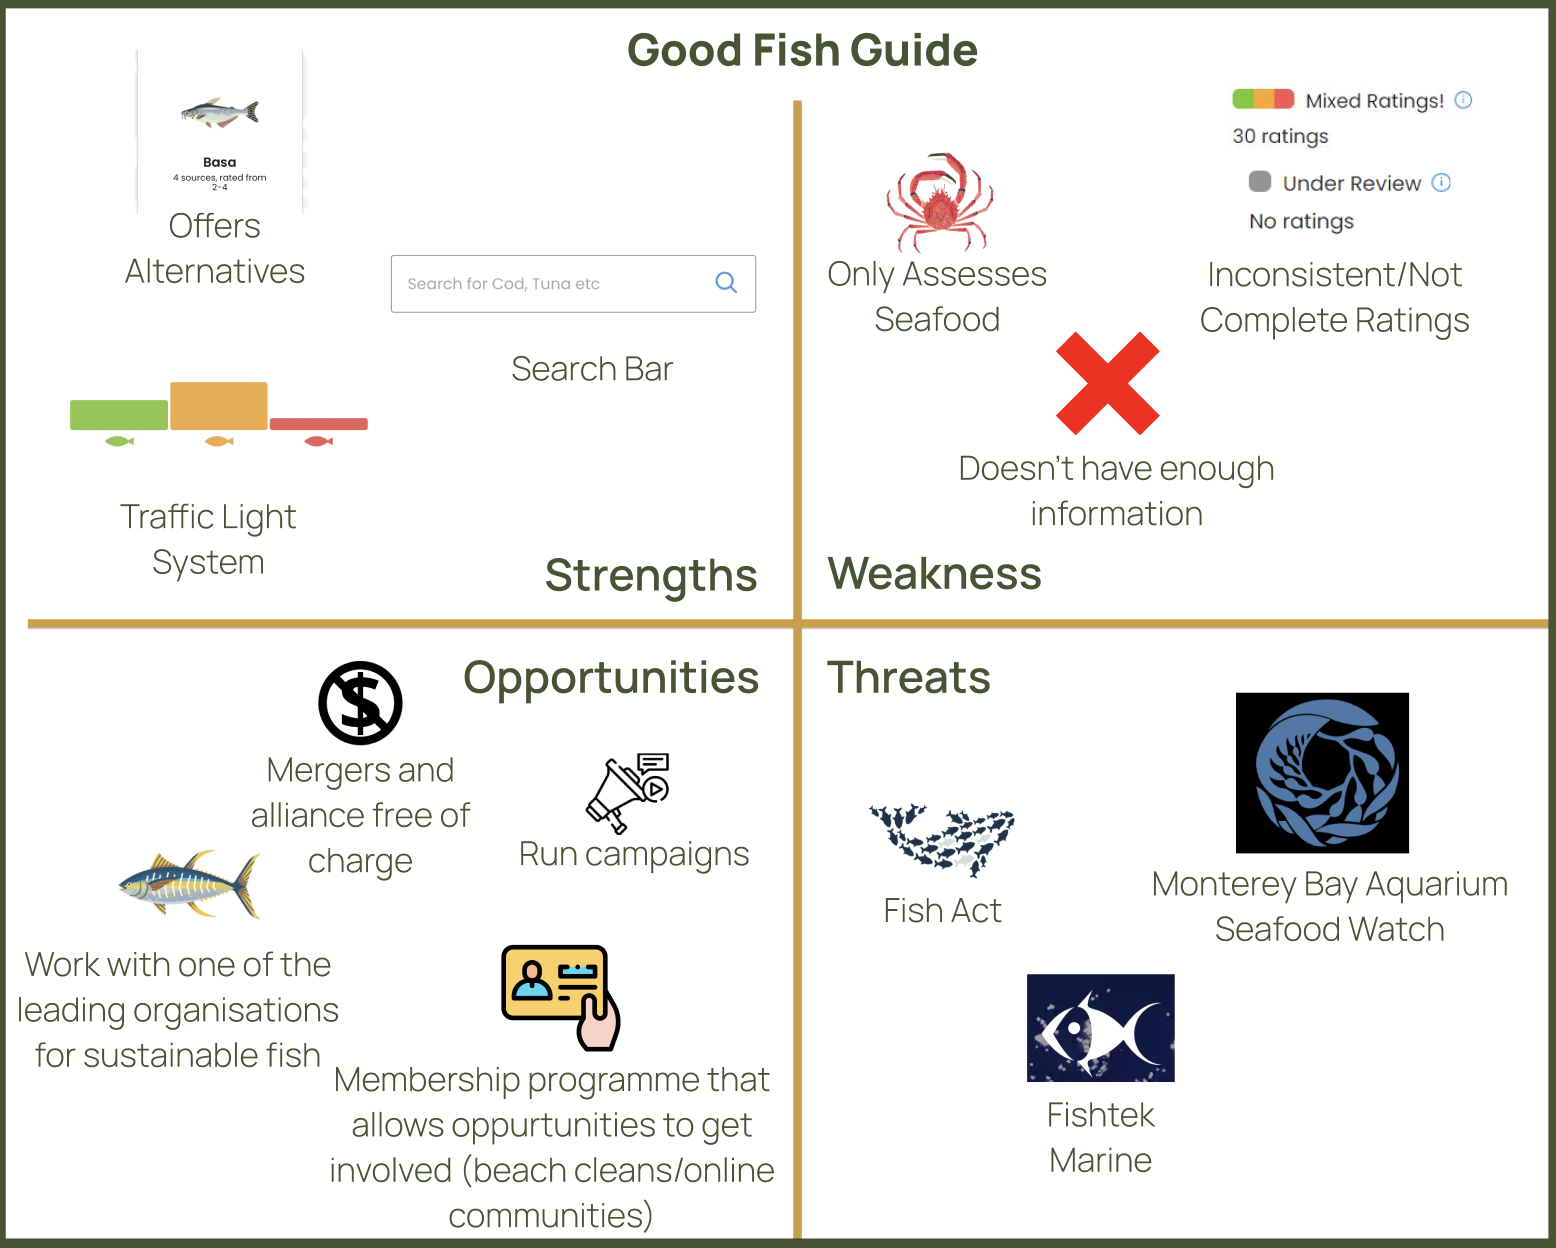 Good Fish Guide
Basa
4 sources, rated from
2-4
Offers
Alternatives
Search for Cod, Tuna etc
Search Bar
Traffic Light
System
Strengths
Mixed Ratings!
30 ratings
Under Review
No ratings
Only Assesses
Seafood
Inconsistent/Not
Complete Ratings
Doesn't have enough
information
Weakness
Opportunities
$
Mergers and
alliance free of
charge
Run campaigns
Work with one of the
leading organisations
for sustainable fish
Membership programme that
allows oppurtunities to get
involved (beach cleans/online
communities)
Threats
Fish Act
Monterey Bay Aquarium
Seafood Watch
Fishtek
Marine